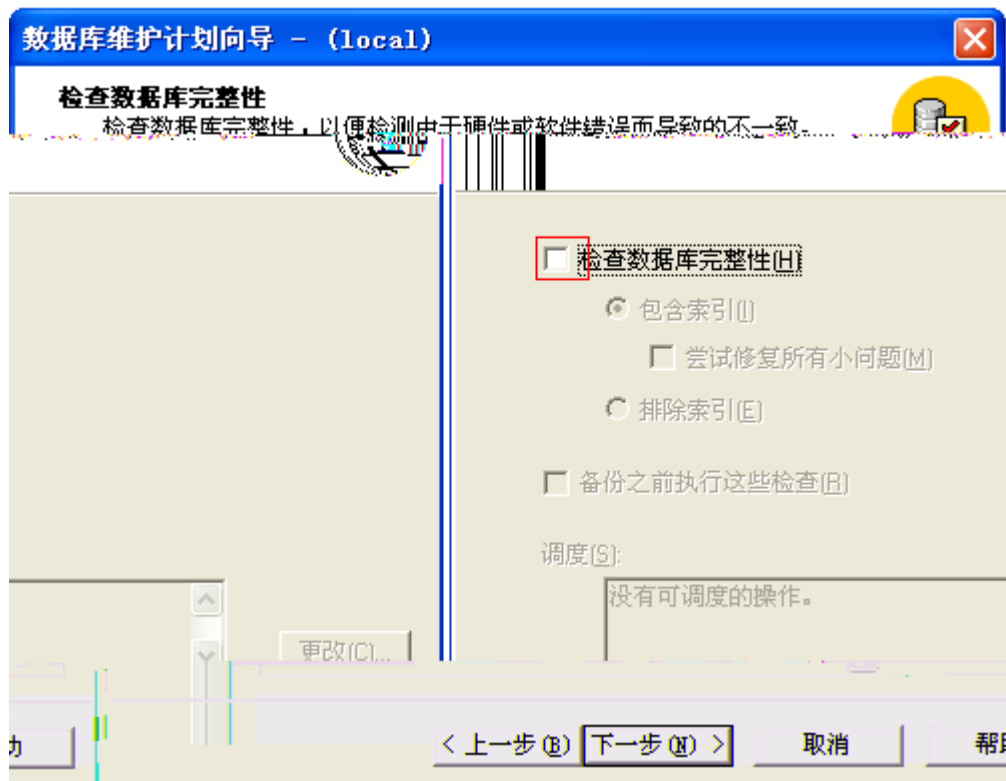 数据库维护计划向导 - (local)
检查数据库完整性
检查数据库完整性，以便检测由于硬件或软件错误而导致的不一致。
检查数据库完整性(H)
包含索引(I)
尝试修复所有小问题(M)
排除索引(E)
备份之前执行这些检查(R)
调度(S):
没有可调度的操作。
更改(C)...
< 上一步(B) 下一步(N) > 取消